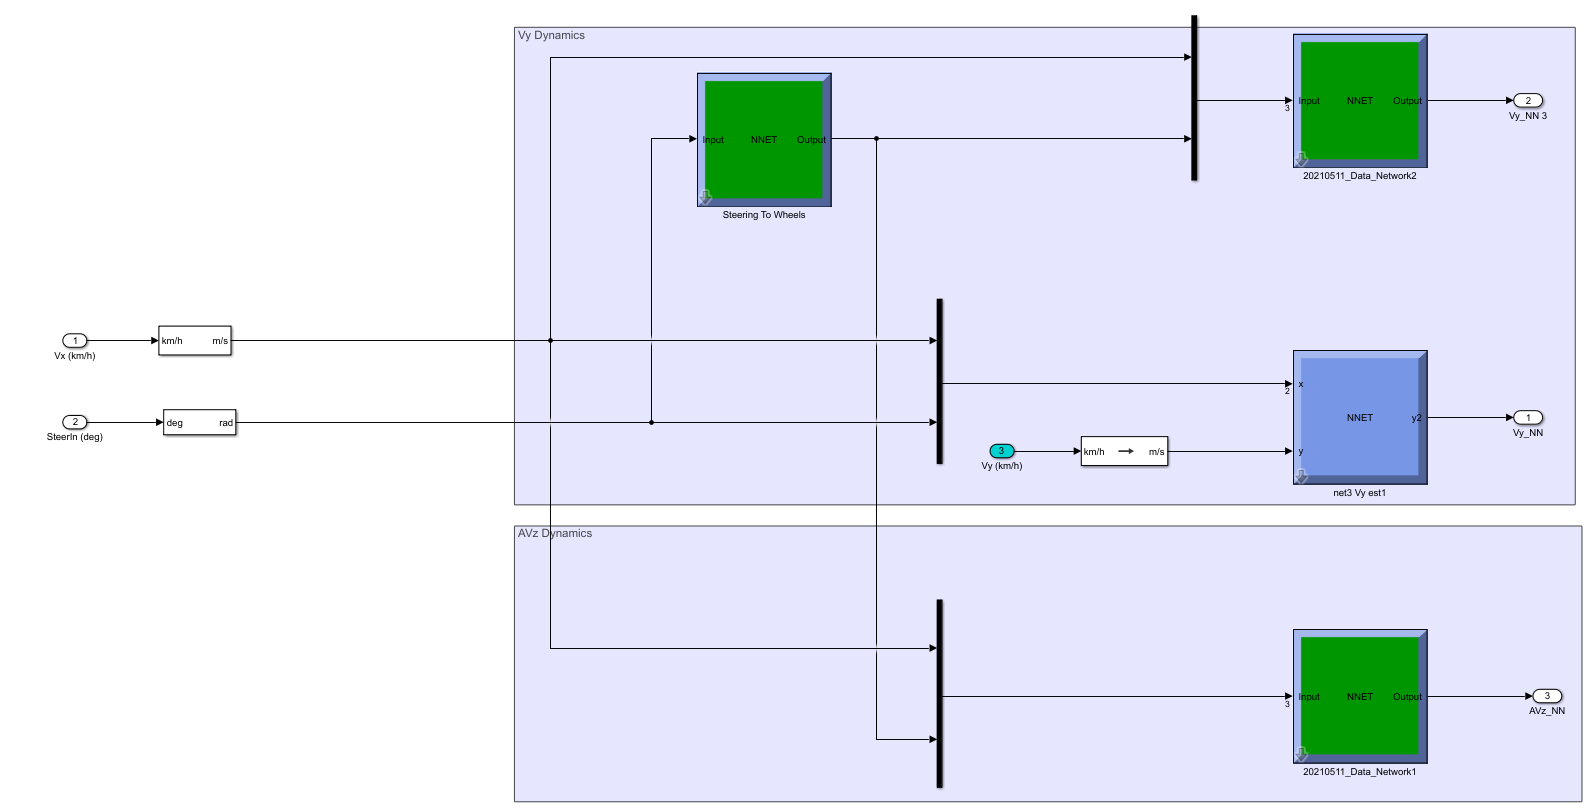 Vy Dynamics
Input NNET Output
Steering To Wheels
3
Input NNET Output
20210511_Data_Network2
2
Vy_NN 3
1
Vx (km/h)
km/h m/s
2
SteerIn (deg)
deg rad
3
Vy (km/h)
km/h m/s
2
x
NNET y2
y
net3 Vy est1
1
Vy_NN
AVz Dynamics
3
Input NNET Output
20210511_Data_Network1
3
AVz_NN